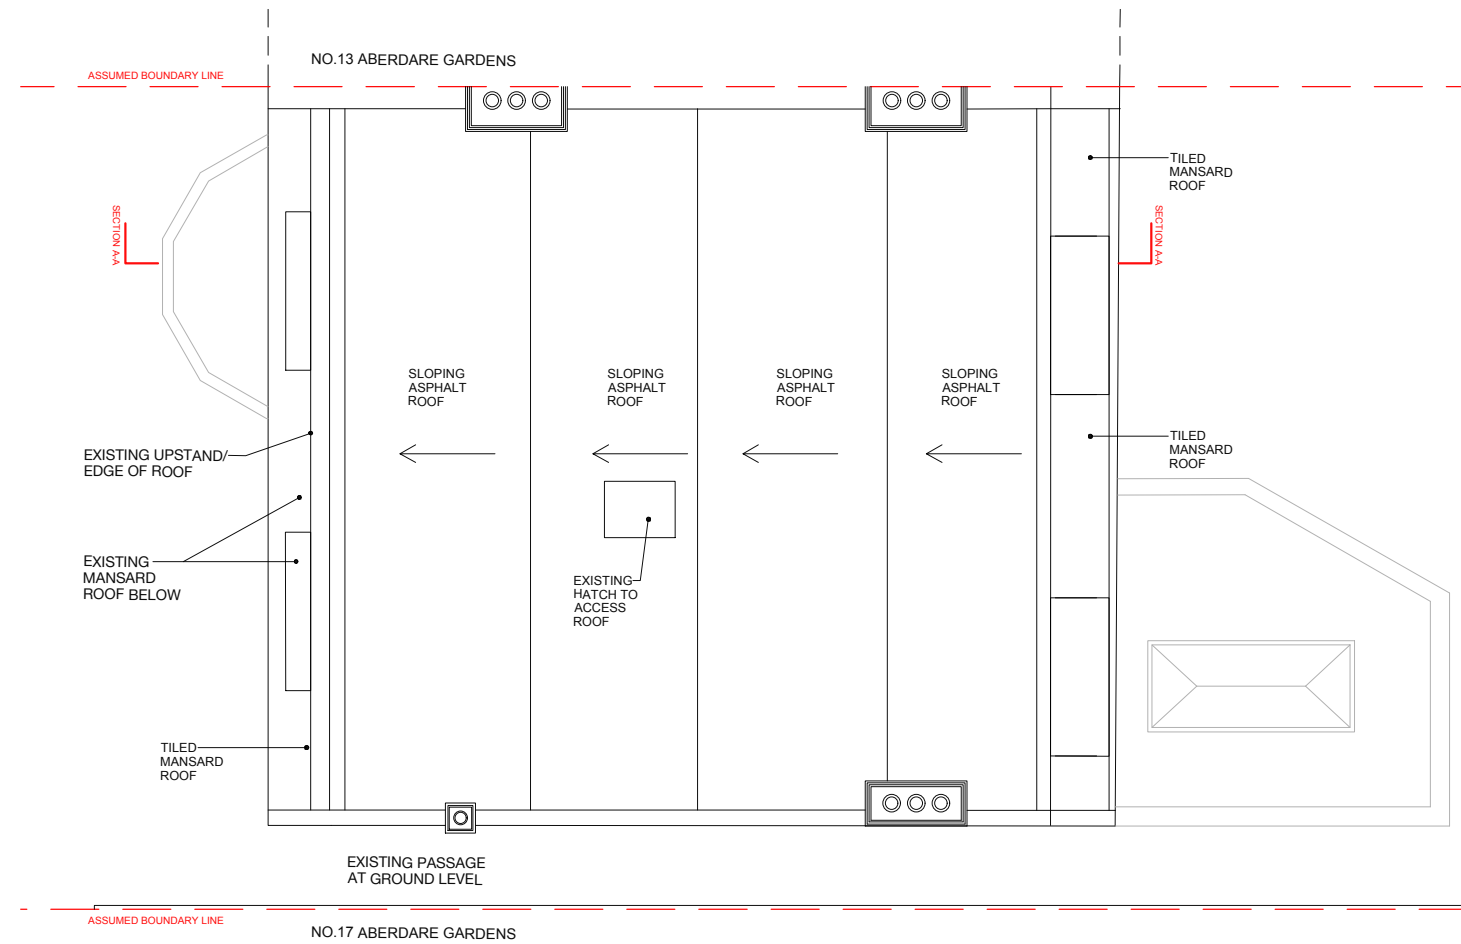 NO.13 ABERDARE GARDENS
ASSUMED BOUNDARY LINE
TILED
MANSARD
ROOF
SECTION A-A
SECTION A-A
SLOPING
ASPHALT
ROOF
SLOPING
ASPHALT
ROOF
SLOPING
ASPHALT
ROOF
SLOPING
ASPHALT
ROOF
EXISTING UPSTAND/
EDGE OF ROOF
TILED
MANSARD
ROOF
EXISTING
MANSARD
ROOF BELOW
EXISTING
HATCH TO
ACCESS
ROOF
TILED
MANSARD
ROOF
EXISTING PASSAGE
AT GROUND LEVEL
ASSUMED BOUNDARY LINE
NO.17 ABERDARE GARDENS